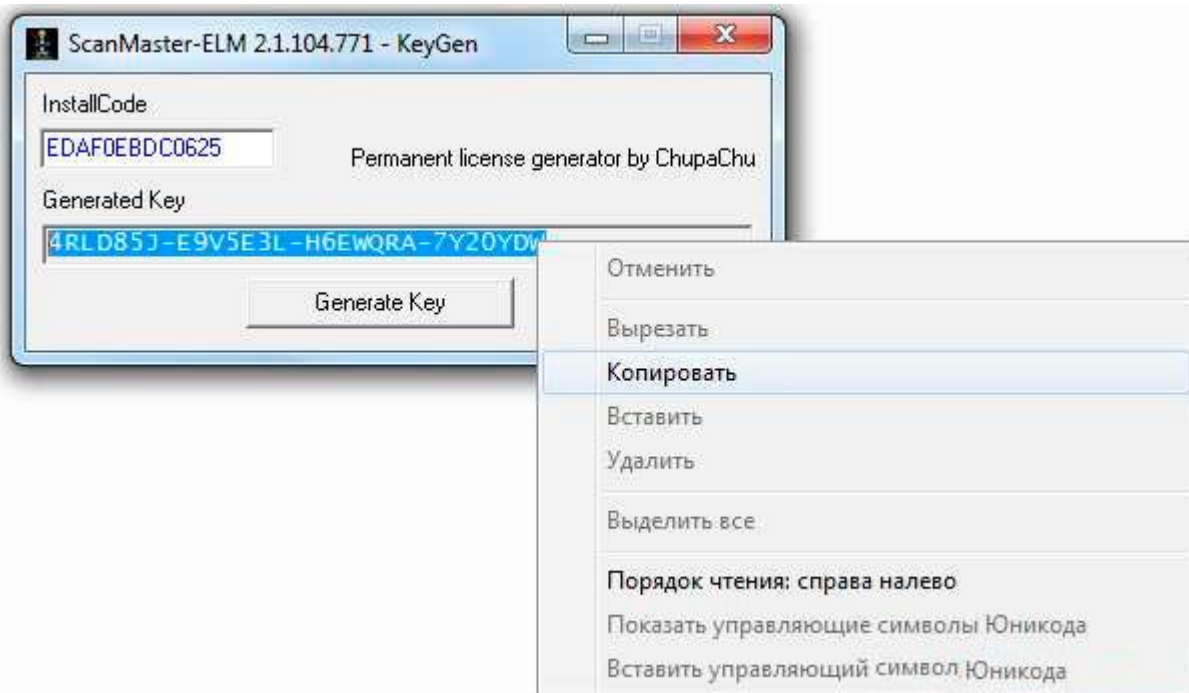 ScanMaster-ELM 2.1.104.771 - KeyGen
InstallCode
EDAF0EBDC0625
Permanent license generator by ChupaChu
Generated Key
4RLD85J-E9V5E3L-H6EWQRA-7Y2OYDW
Generate Key
Отменить
Вырезать
Копировать
Вставить
Удалить
Выделить все
Порядок чтения: справа налево
Показать управляющие символы Юникода
Вставить управляющий символ Юникода